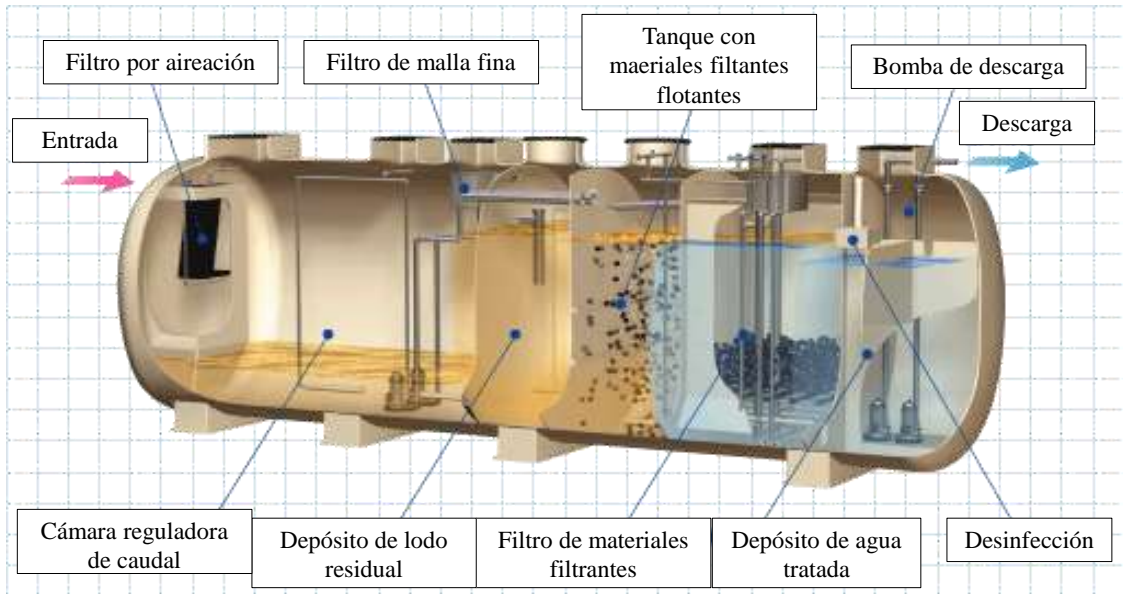 Filtro por aireación
Filtro de malla fina
Tanque con
maeriales filtantes
flotantes
Bomba de descarga
Entrada
Descarga
Cámara reguladora
de caudal
Depósito de lodo
residual
Filtro de materiales
filtrantes
Depósito de agua
tratada
Desinfección